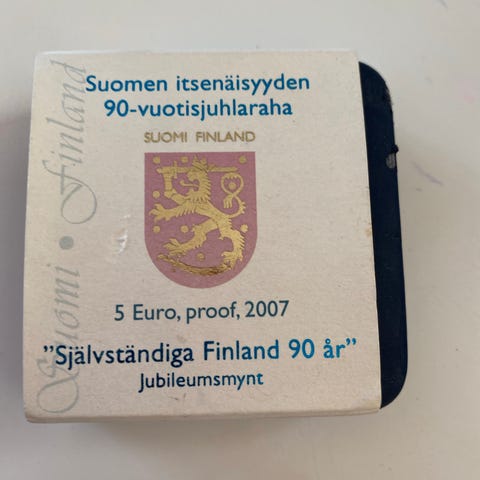 Suomen itsenäisyyden
90-vuotisjuhlaraha
SUOMI FINLAND
5 Euro, proof, 2007
"Självständiga Finland 90 år"
Jubileumsmynt
Suomi • Finland